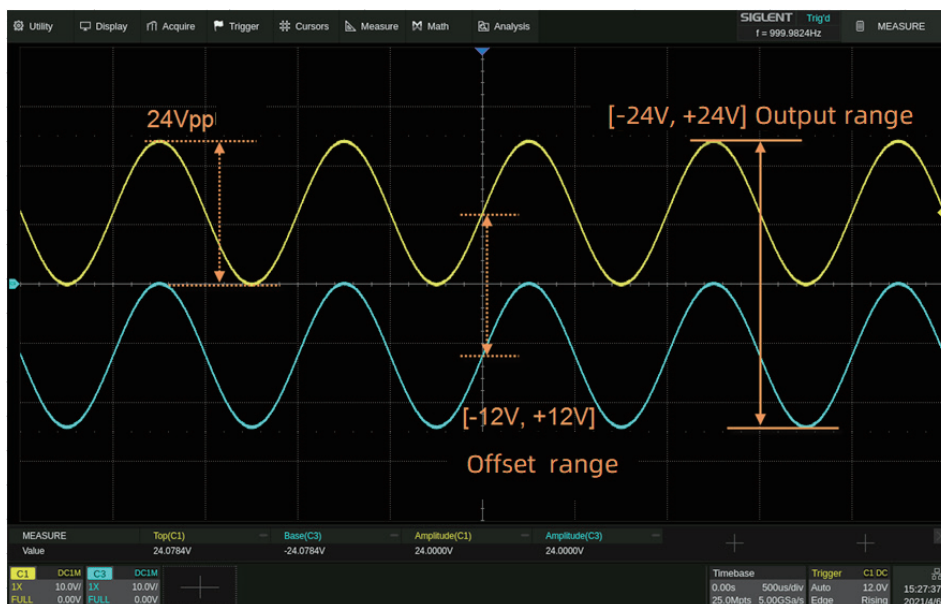 Utility Display Acquire Trigger Cursors Measure Math Analysis SIGLENT Trig'd MEASURE
f = 999.9824Hz
24Vpp
[-24V, +24V] Output range
[-12V, +12V]
Offset range
MEASURE Top(C1) Base(C3) Amplitude(C1) Amplitude(C3)
Value 24.0784V -24.0784V 24.0000V 24.0000V
C1 DC1M C3 DC1M Timebase Trigger C1 DC
1X 10.0V/ 1X 10.0V/ 0.00s 500us/div Auto 12.0V 15:27:37
FULL 0.00V FULL 0.00V 25.0Mpts 5.00GSa/s Edge Rising 2021/4/6